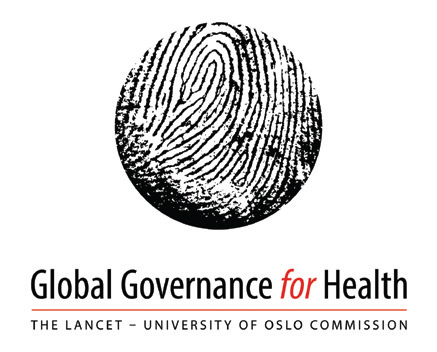 Global Governance for Health
THE LANCET – UNIVERSITY OF OSLO COMMISSION